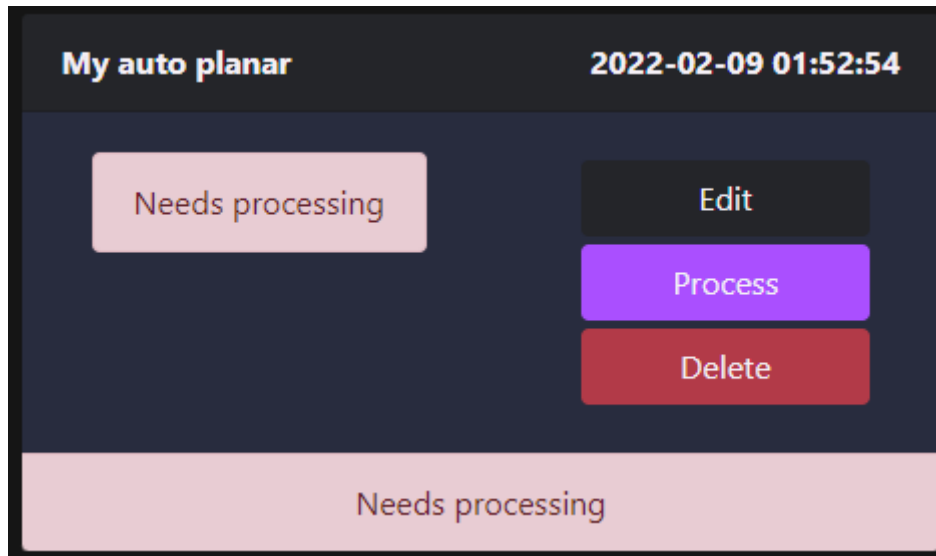 My auto planar 2022-02-09 01:52:54
Needs processing
Edit
Process
Delete
Needs processing